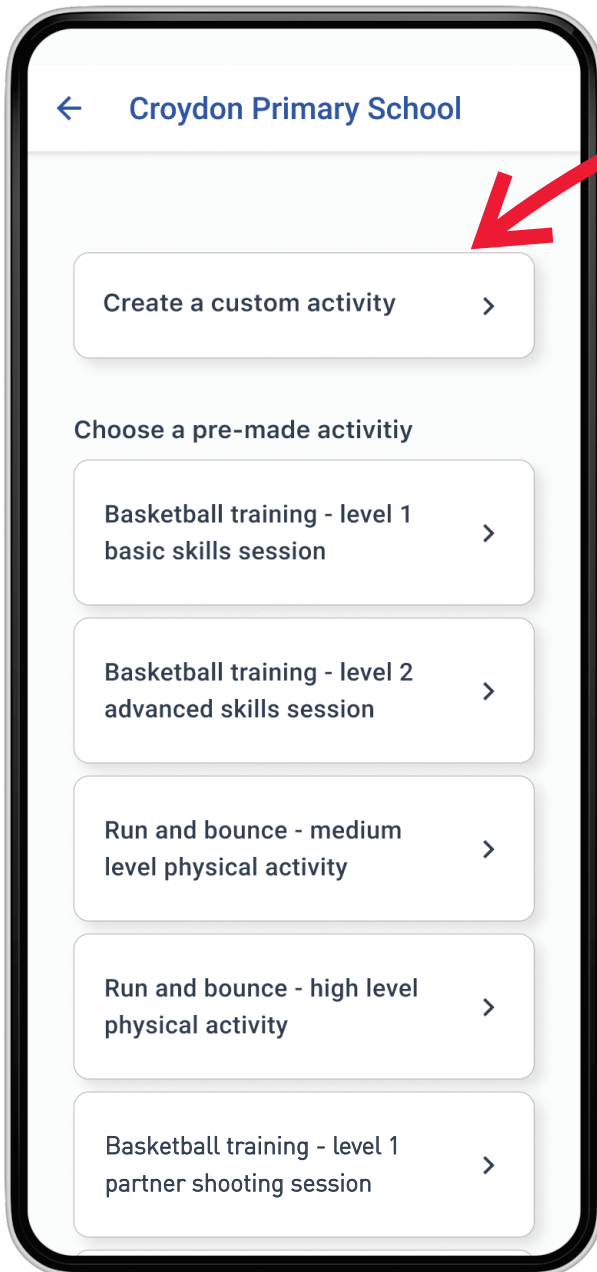 Croydon Primary School
Create a custom activity
Choose a pre-made activitiy
Basketball training - level 1
basic skills session
Basketball training - level 2
advanced skills session
Run and bounce - medium
level physical activity
Run and bounce - high level
physical activity
Basketball training - level 1
partner shooting session